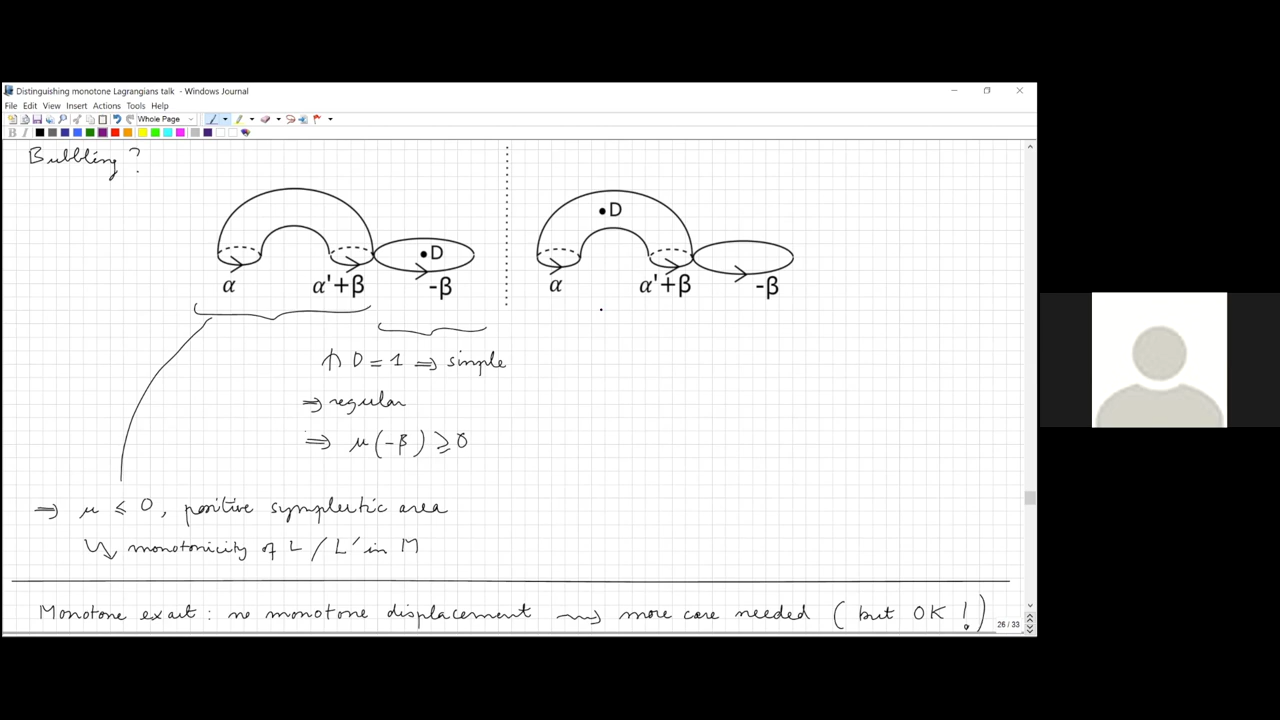 Distinguishing monotone Lagrangians talk - Windows Journal
File Edit View Insert Actions Tools Help
Whole Page
B I
Bubbling ?
D
α α'+β -β
D
α α'+β -β
⋔ D = 1 ⇒ simple
⇒ regular
⇒ μ(-β) ⩾ 0
⇒ μ ⩽ 0, positive symplectic area
monotonicity of L / L' in M
Monotone exact : no monotone displacement ⇝ more care needed ( but OK ! )
26 / 33